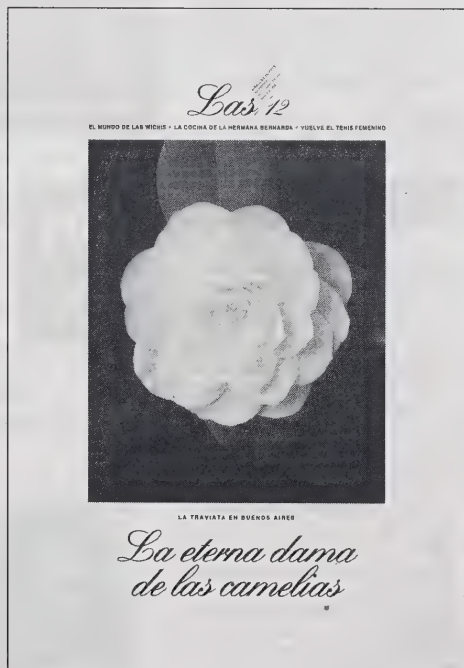 Las 12
EL MUNDO DE LAS WICHIS • LA COCINA DE LA HERMANA BERNARDA • VUELVE EL TENIS FEMENINO
LA TRAVIATA EN BUENOS AIRES
La eterna dama
de las camelias